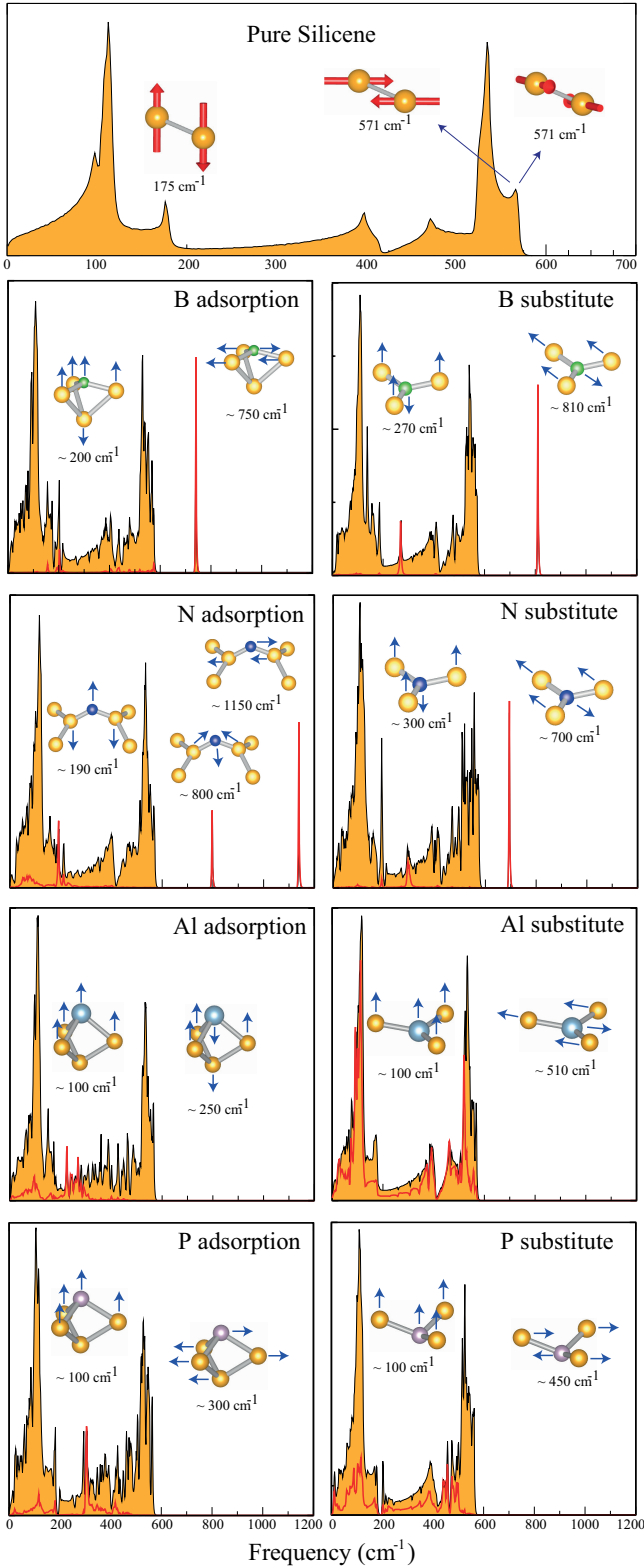 Pure Silicene
175 cm-1
571 cm-1
571 cm-1
0 100 200 300 400 500 600 700
B adsorption
~ 200 cm-1
~ 750 cm-1
B substitute
~ 270 cm-1
~ 810 cm-1
N adsorption
~ 190 cm-1
~ 1150 cm-1
~ 800 cm-1
N substitute
~ 300 cm-1
~ 700 cm-1
Al adsorption
~ 100 cm-1
~ 250 cm-1
Al substitute
~ 100 cm-1
~ 510 cm-1
P adsorption
~ 100 cm-1
~ 300 cm-1
P substitute
~ 100 cm-1
~ 450 cm-1
0 200 400 600 800 1000 1200
0 200 400 600 800 1000 1200
Frequency (cm-1)